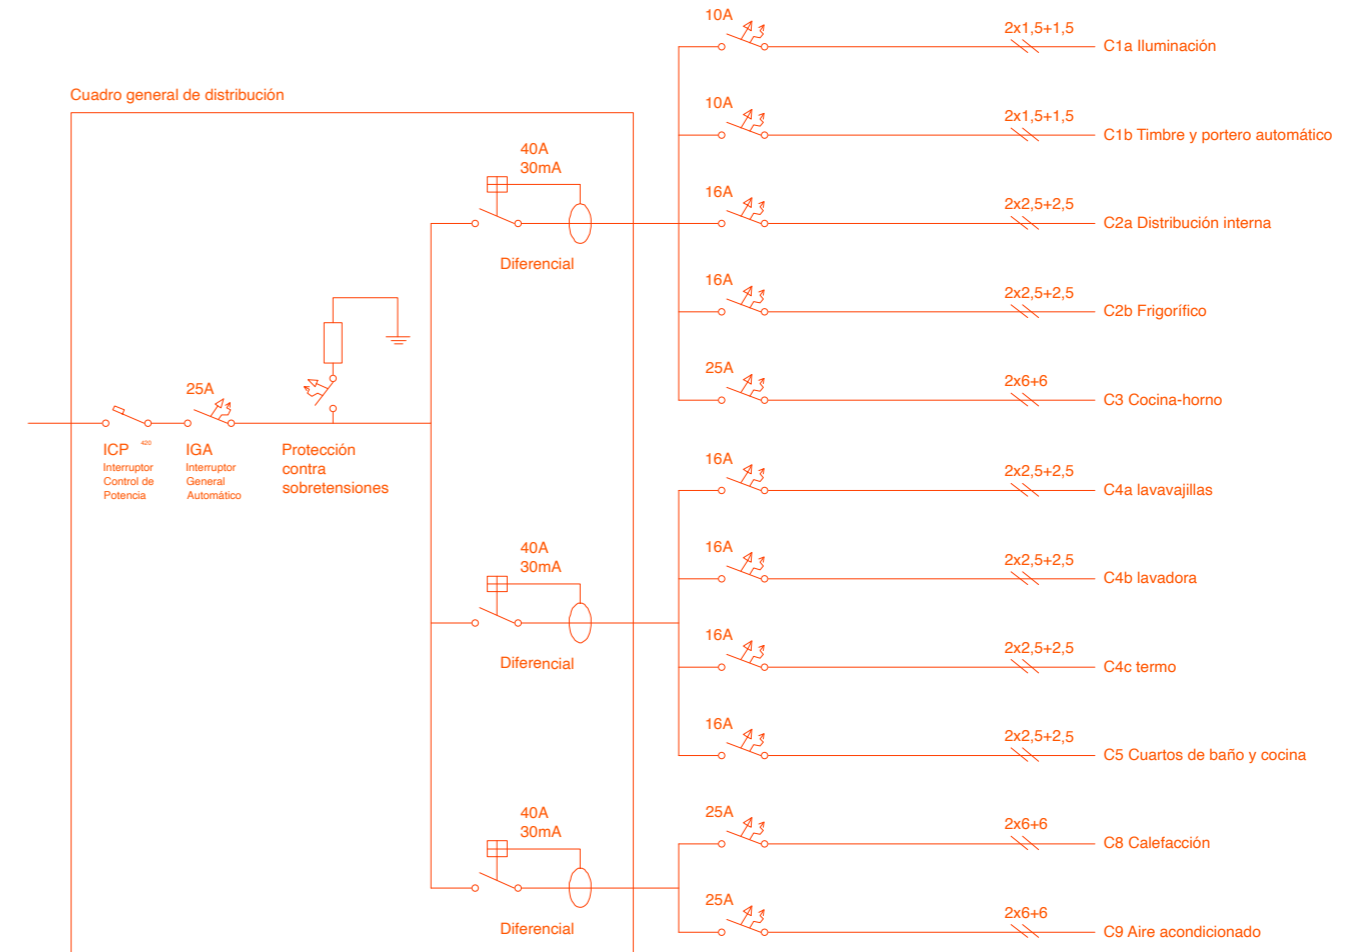 Cuadro general de distribución
ICP 420
Interruptor
Control de
Potencia
25A
IGA
Interruptor
General
Automático
Protección
contra
sobretensiones
40A
30mA
Diferencial
10A
2x1,5+1,5
C1a Iluminación
10A
2x1,5+1,5
C1b Timbre y portero automático
16A
2x2,5+2,5
C2a Distribución interna
16A
2x2,5+2,5
C2b Frigorífico
25A
2x6+6
C3 Cocina-horno
40A
30mA
Diferencial
16A
2x2,5+2,5
C4a lavavajillas
16A
2x2,5+2,5
C4b lavadora
16A
2x2,5+2,5
C4c termo
16A
2x2,5+2,5
C5 Cuartos de baño y cocina
40A
30mA
Diferencial
25A
2x6+6
C8 Calefacción
25A
2x6+6
C9 Aire acondicionado